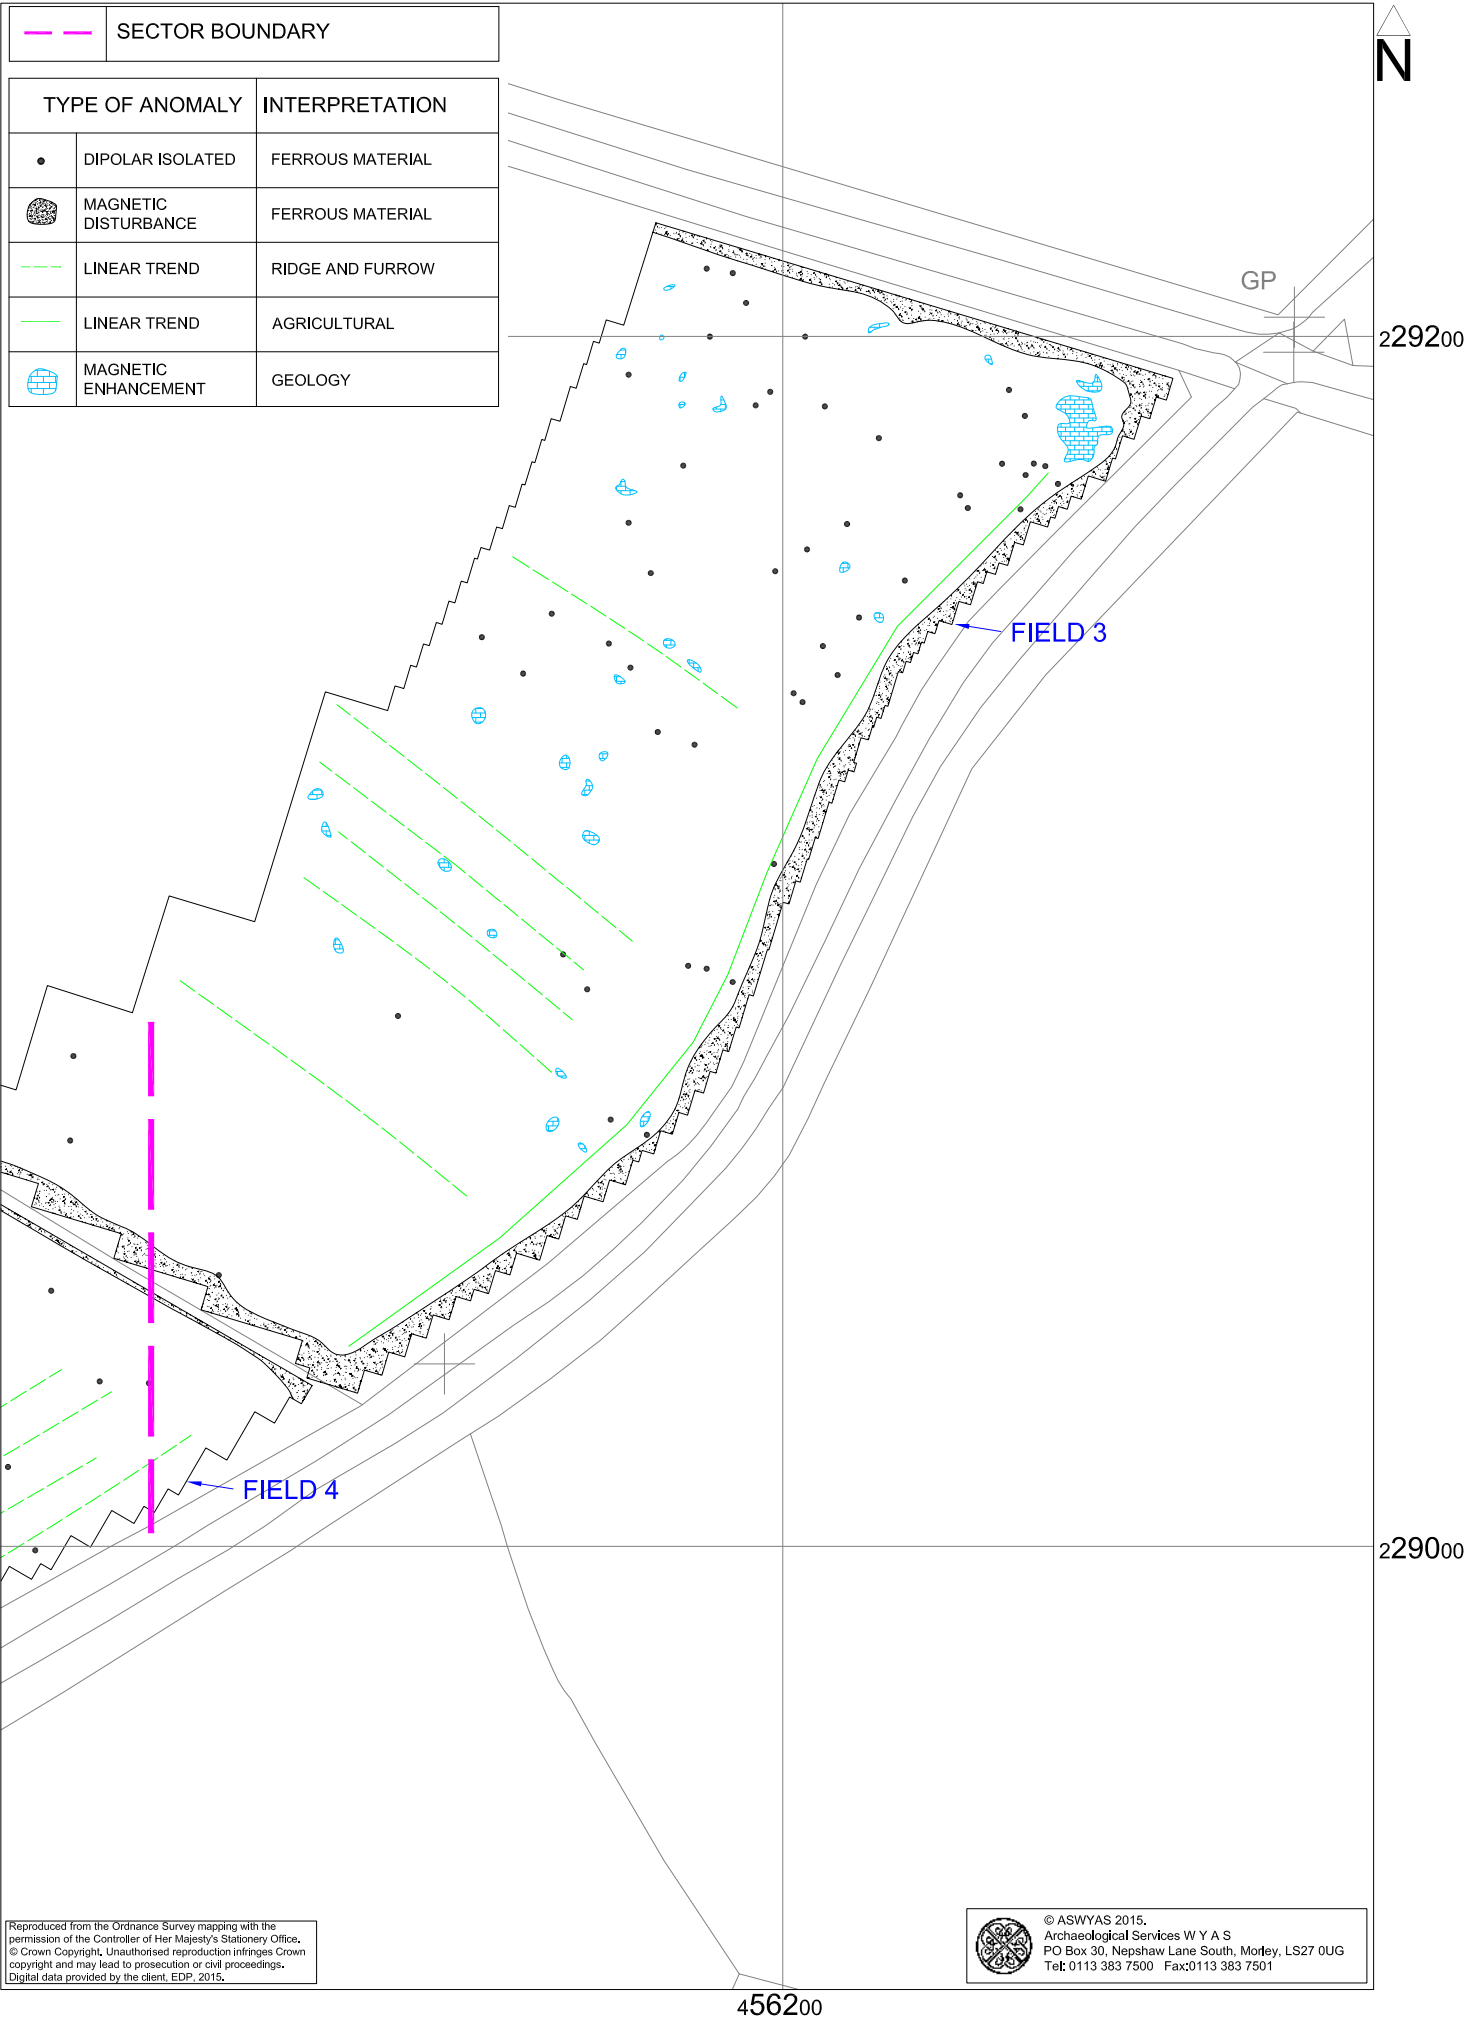 SECTOR BOUNDARY
TYPE OF ANOMALY INTERPRETATION
DIPOLAR ISOLATED FERROUS MATERIAL
MAGNETIC
DISTURBANCE
FERROUS MATERIAL
LINEAR TREND RIDGE AND FURROW
LINEAR TREND AGRICULTURAL
MAGNETIC
ENHANCEMENT
GEOLOGY
N
GP
229200
FIELD 3
FIELD 4
229000
Reproduced from the Ordnance Survey mapping with the
permission of the Controller of Her Majesty's Stationery Office.
© Crown Copyright. Unauthorised reproduction infringes Crown
copyright and may lead to prosecution or civil proceedings.
Digital data provided by the client, EDP, 2015.
© ASWYAS 2015.
Archaeological Services W Y A S
PO Box 30, Nepshaw Lane South, Morley, LS27 0UG
Tel: 0113 383 7500 Fax:0113 383 7501
456200